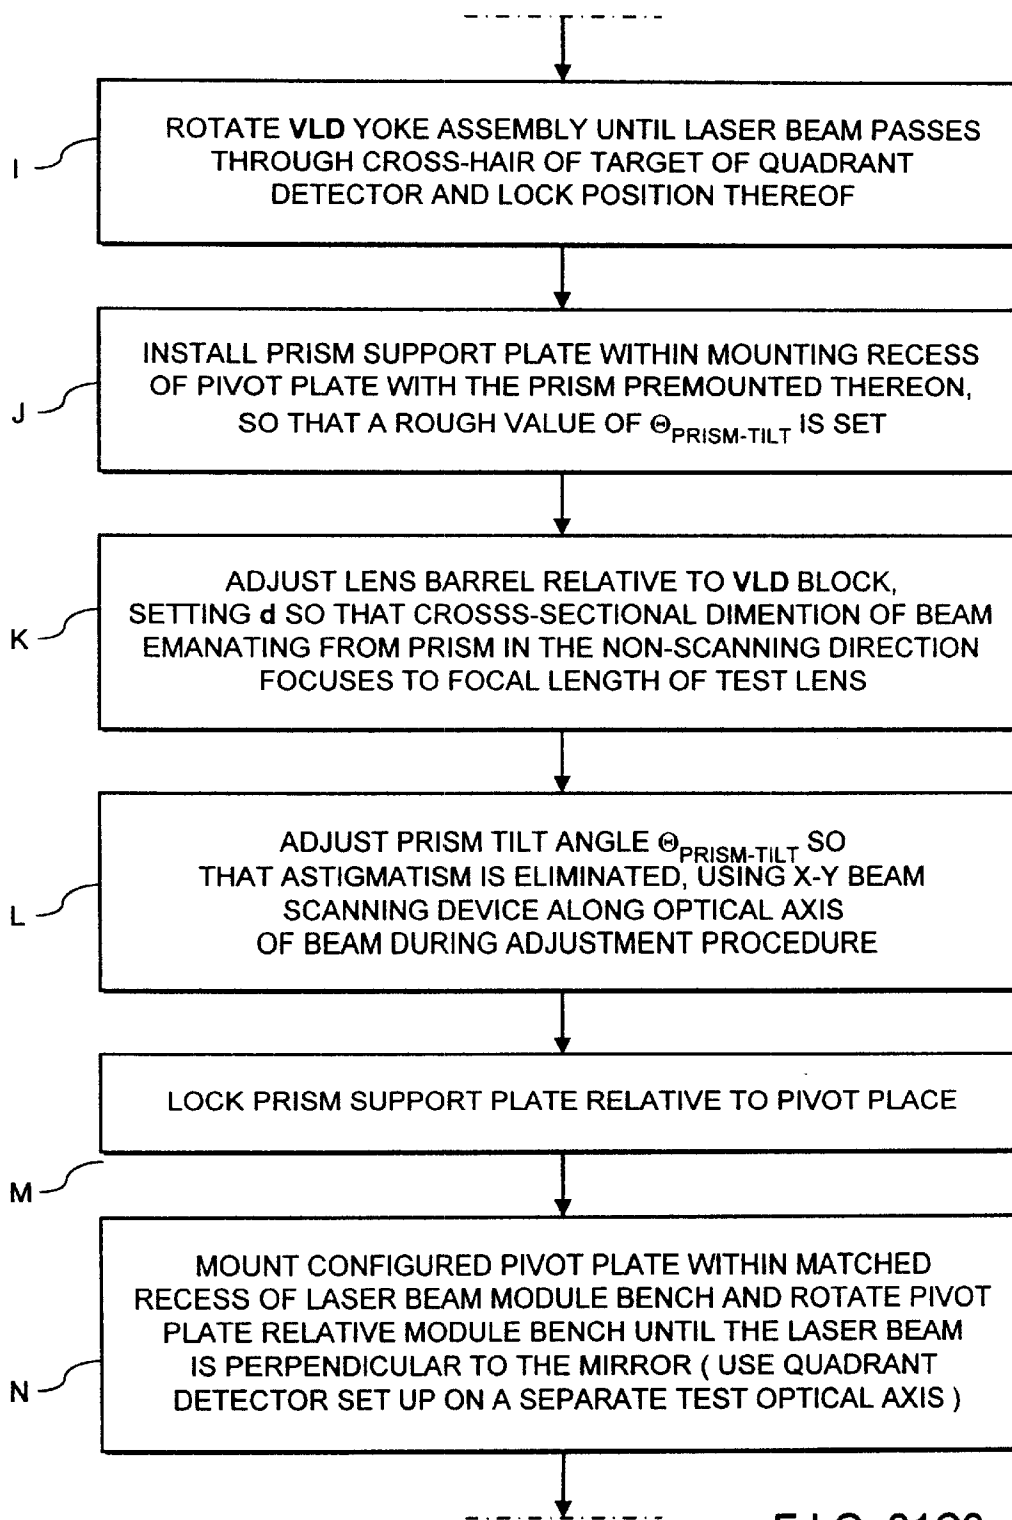 I
ROTATE VLD YOKE ASSEMBLY UNTIL LASER BEAM PASSES
THROUGH CROSS-HAIR OF TARGET OF QUADRANT
DETECTOR AND LOCK POSITION THEREOF
J
INSTALL PRISM SUPPORT PLATE WITHIN MOUNTING RECESS
OF PIVOT PLATE WITH THE PRISM PREMOUNTED THEREON,
SO THAT A ROUGH VALUE OF ΘPRISM-TILT IS SET
K
ADJUST LENS BARREL RELATIVE TO VLD BLOCK,
SETTING d SO THAT CROSSS-SECTIONAL DIMENTION OF BEAM
EMANATING FROM PRISM IN THE NON-SCANNING DIRECTION
FOCUSES TO FOCAL LENGTH OF TEST LENS
L
ADJUST PRISM TILT ANGLE ΘPRISM-TILT SO
THAT ASTIGMATISM IS ELIMINATED, USING X-Y BEAM
SCANNING DEVICE ALONG OPTICAL AXIS
OF BEAM DURING ADJUSTMENT PROCEDURE
LOCK PRISM SUPPORT PLATE RELATIVE TO PIVOT PLACE
M
N
MOUNT CONFIGURED PIVOT PLATE WITHIN MATCHED
RECESS OF LASER BEAM MODULE BENCH AND ROTATE PIVOT
PLATE RELATIVE MODULE BENCH UNTIL THE LASER BEAM
IS PERPENDICULAR TO THE MIRROR ( USE QUADRANT
DETECTOR SET UP ON A SEPARATE TEST OPTICAL AXIS )